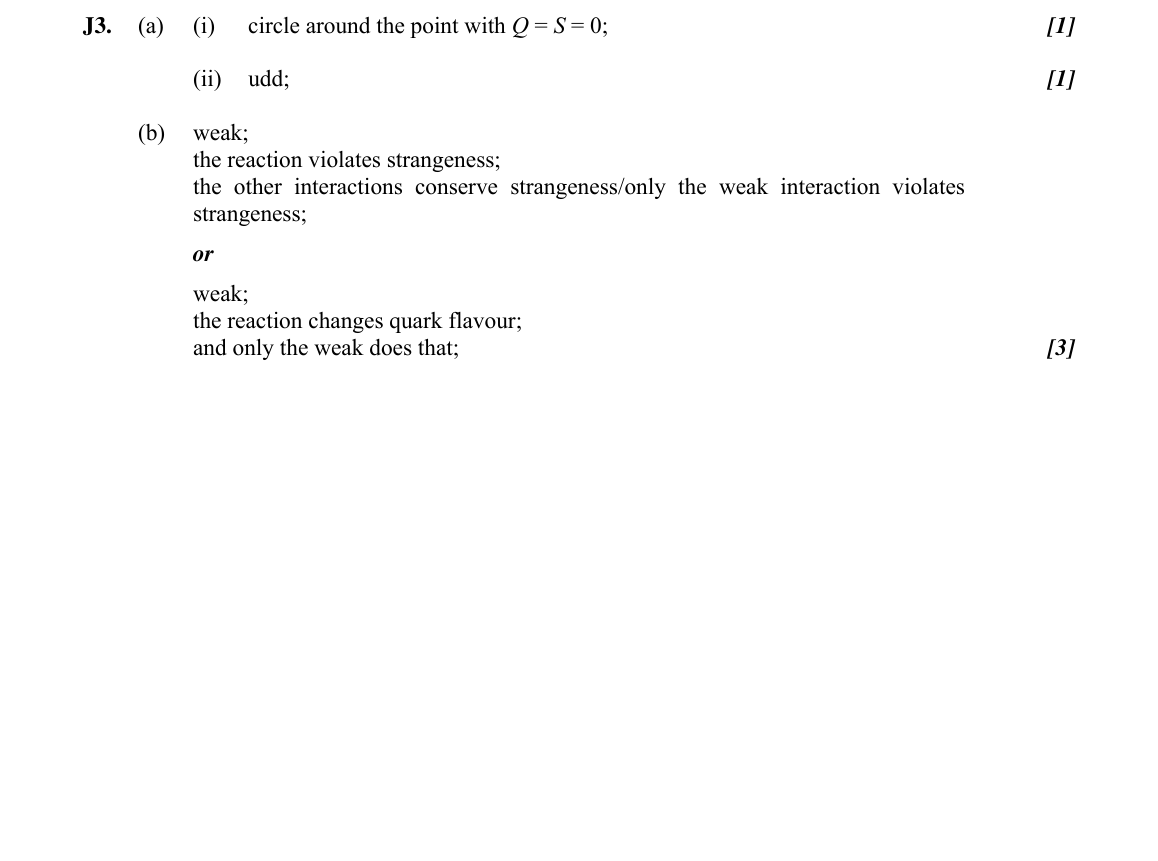 J3. (a) (i) circle around the point with Q = S = 0; [1]
(ii) udd; [1]
(b) weak;
the reaction violates strangeness;
the other interactions conserve strangeness/only the weak interaction violates
strangeness;
or
weak;
the reaction changes quark flavour;
and only the weak does that; [3]